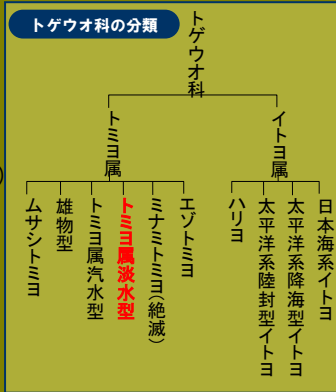 トゲウオ科の分類
トゲウオ科
トミヨ属
イトヨ属
ムサシトミヨ
雄物型
トミヨ属汽水型
トミヨ属淡水型
ミナミトミヨ(絶滅)
エゾトミヨ
ハリヨ
太平洋系陸封型イトヨ
太平洋系降海型イトヨ
日本海系イトヨ
)